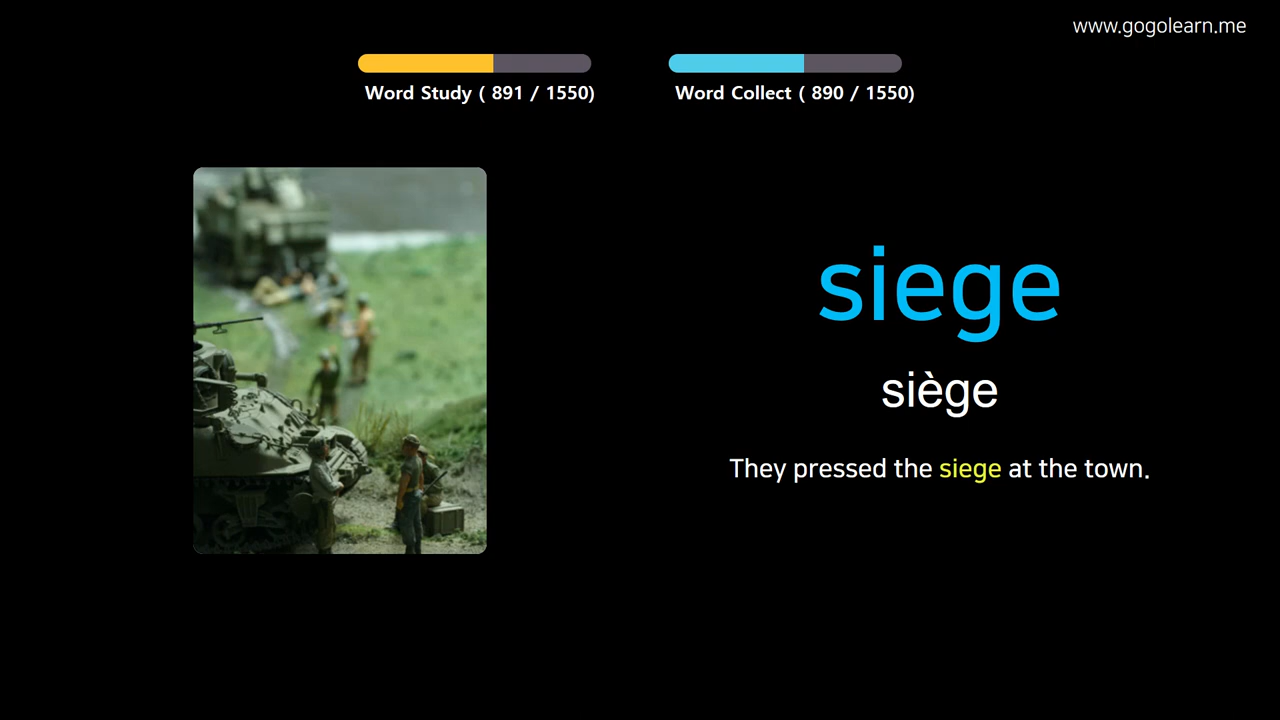 www.gogolearn.me
Word Study ( 891 / 1550)
Word Collect ( 890 / 1550)
siege
siège
They pressed the siege at the town.